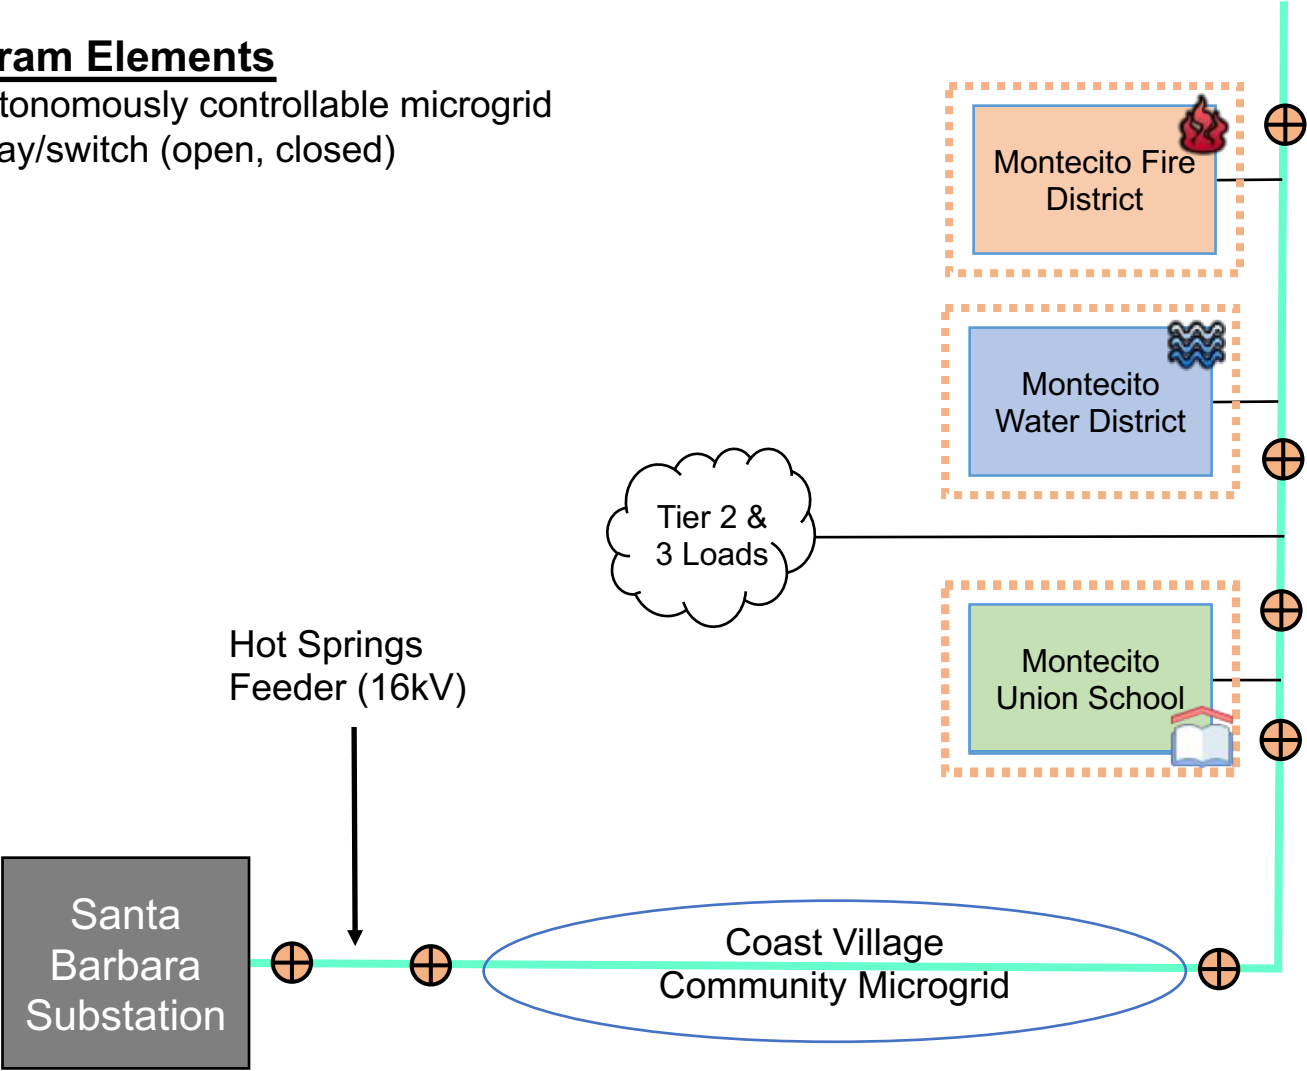 ram Elements
tonomously controllable microgrid
ay/switch (open, closed)
Montecito Fire
District
Montecito
Water District
Tier 2 &
3 Loads
Montecito
Union School
Hot Springs
Feeder (16kV)
Santa
Barbara
Substation
Coast Village
Community Microgrid